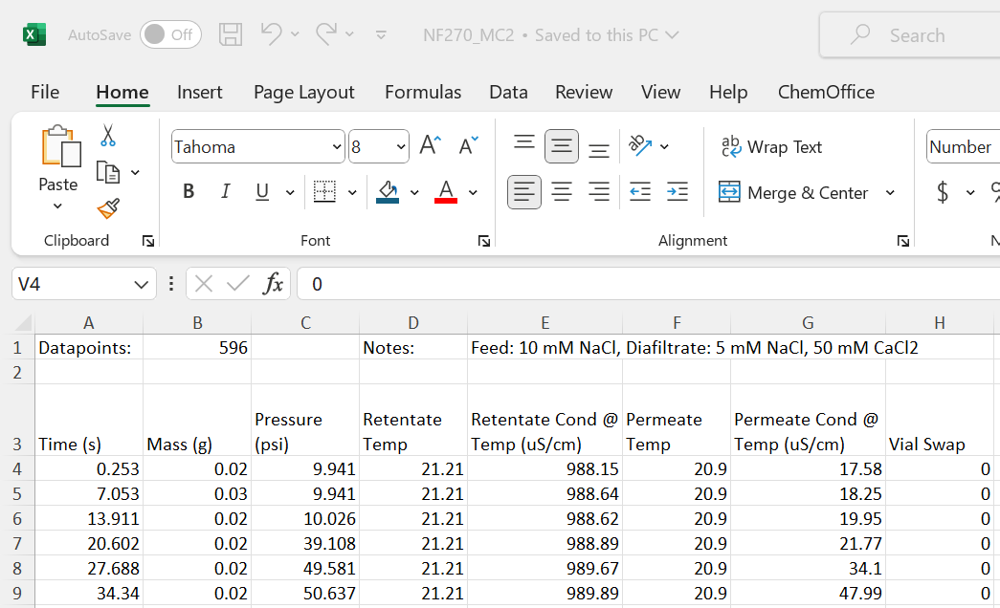 AutoSave Off NF270_MC2 • Saved to this PC Search
File Home Insert Page Layout Formulas Data Review View Help ChemOffice
Paste Tahoma 8 A A ab Wrap Text Number
B I U A Merge & Center $ %
Clipboard Font Alignment N
V4 fx 0
A B C D E F G H
1 Datapoints: 596 Notes: Feed: 10 mM NaCl, Diafiltrate: 5 mM NaCl, 50 mM CaCl2
2
Pressure Retentate Retentate Cond @ Permeate Permeate Cond @
3 Time (s) Mass (g) (psi) Temp Temp (uS/cm) Temp Temp (uS/cm) Vial Swap
4 0.253 0.02 9.941 21.21 988.15 20.9 17.58 0
5 7.053 0.03 9.941 21.21 988.64 20.9 18.25 0
6 13.911 0.02 10.026 21.21 988.62 20.9 19.95 0
7 20.602 0.02 39.108 21.21 988.89 20.9 21.77 0
8 27.688 0.02 49.581 21.21 989.67 20.9 34.1 0
9 34.34 0.02 50.637 21.21 989.89 20.9 47.99 0